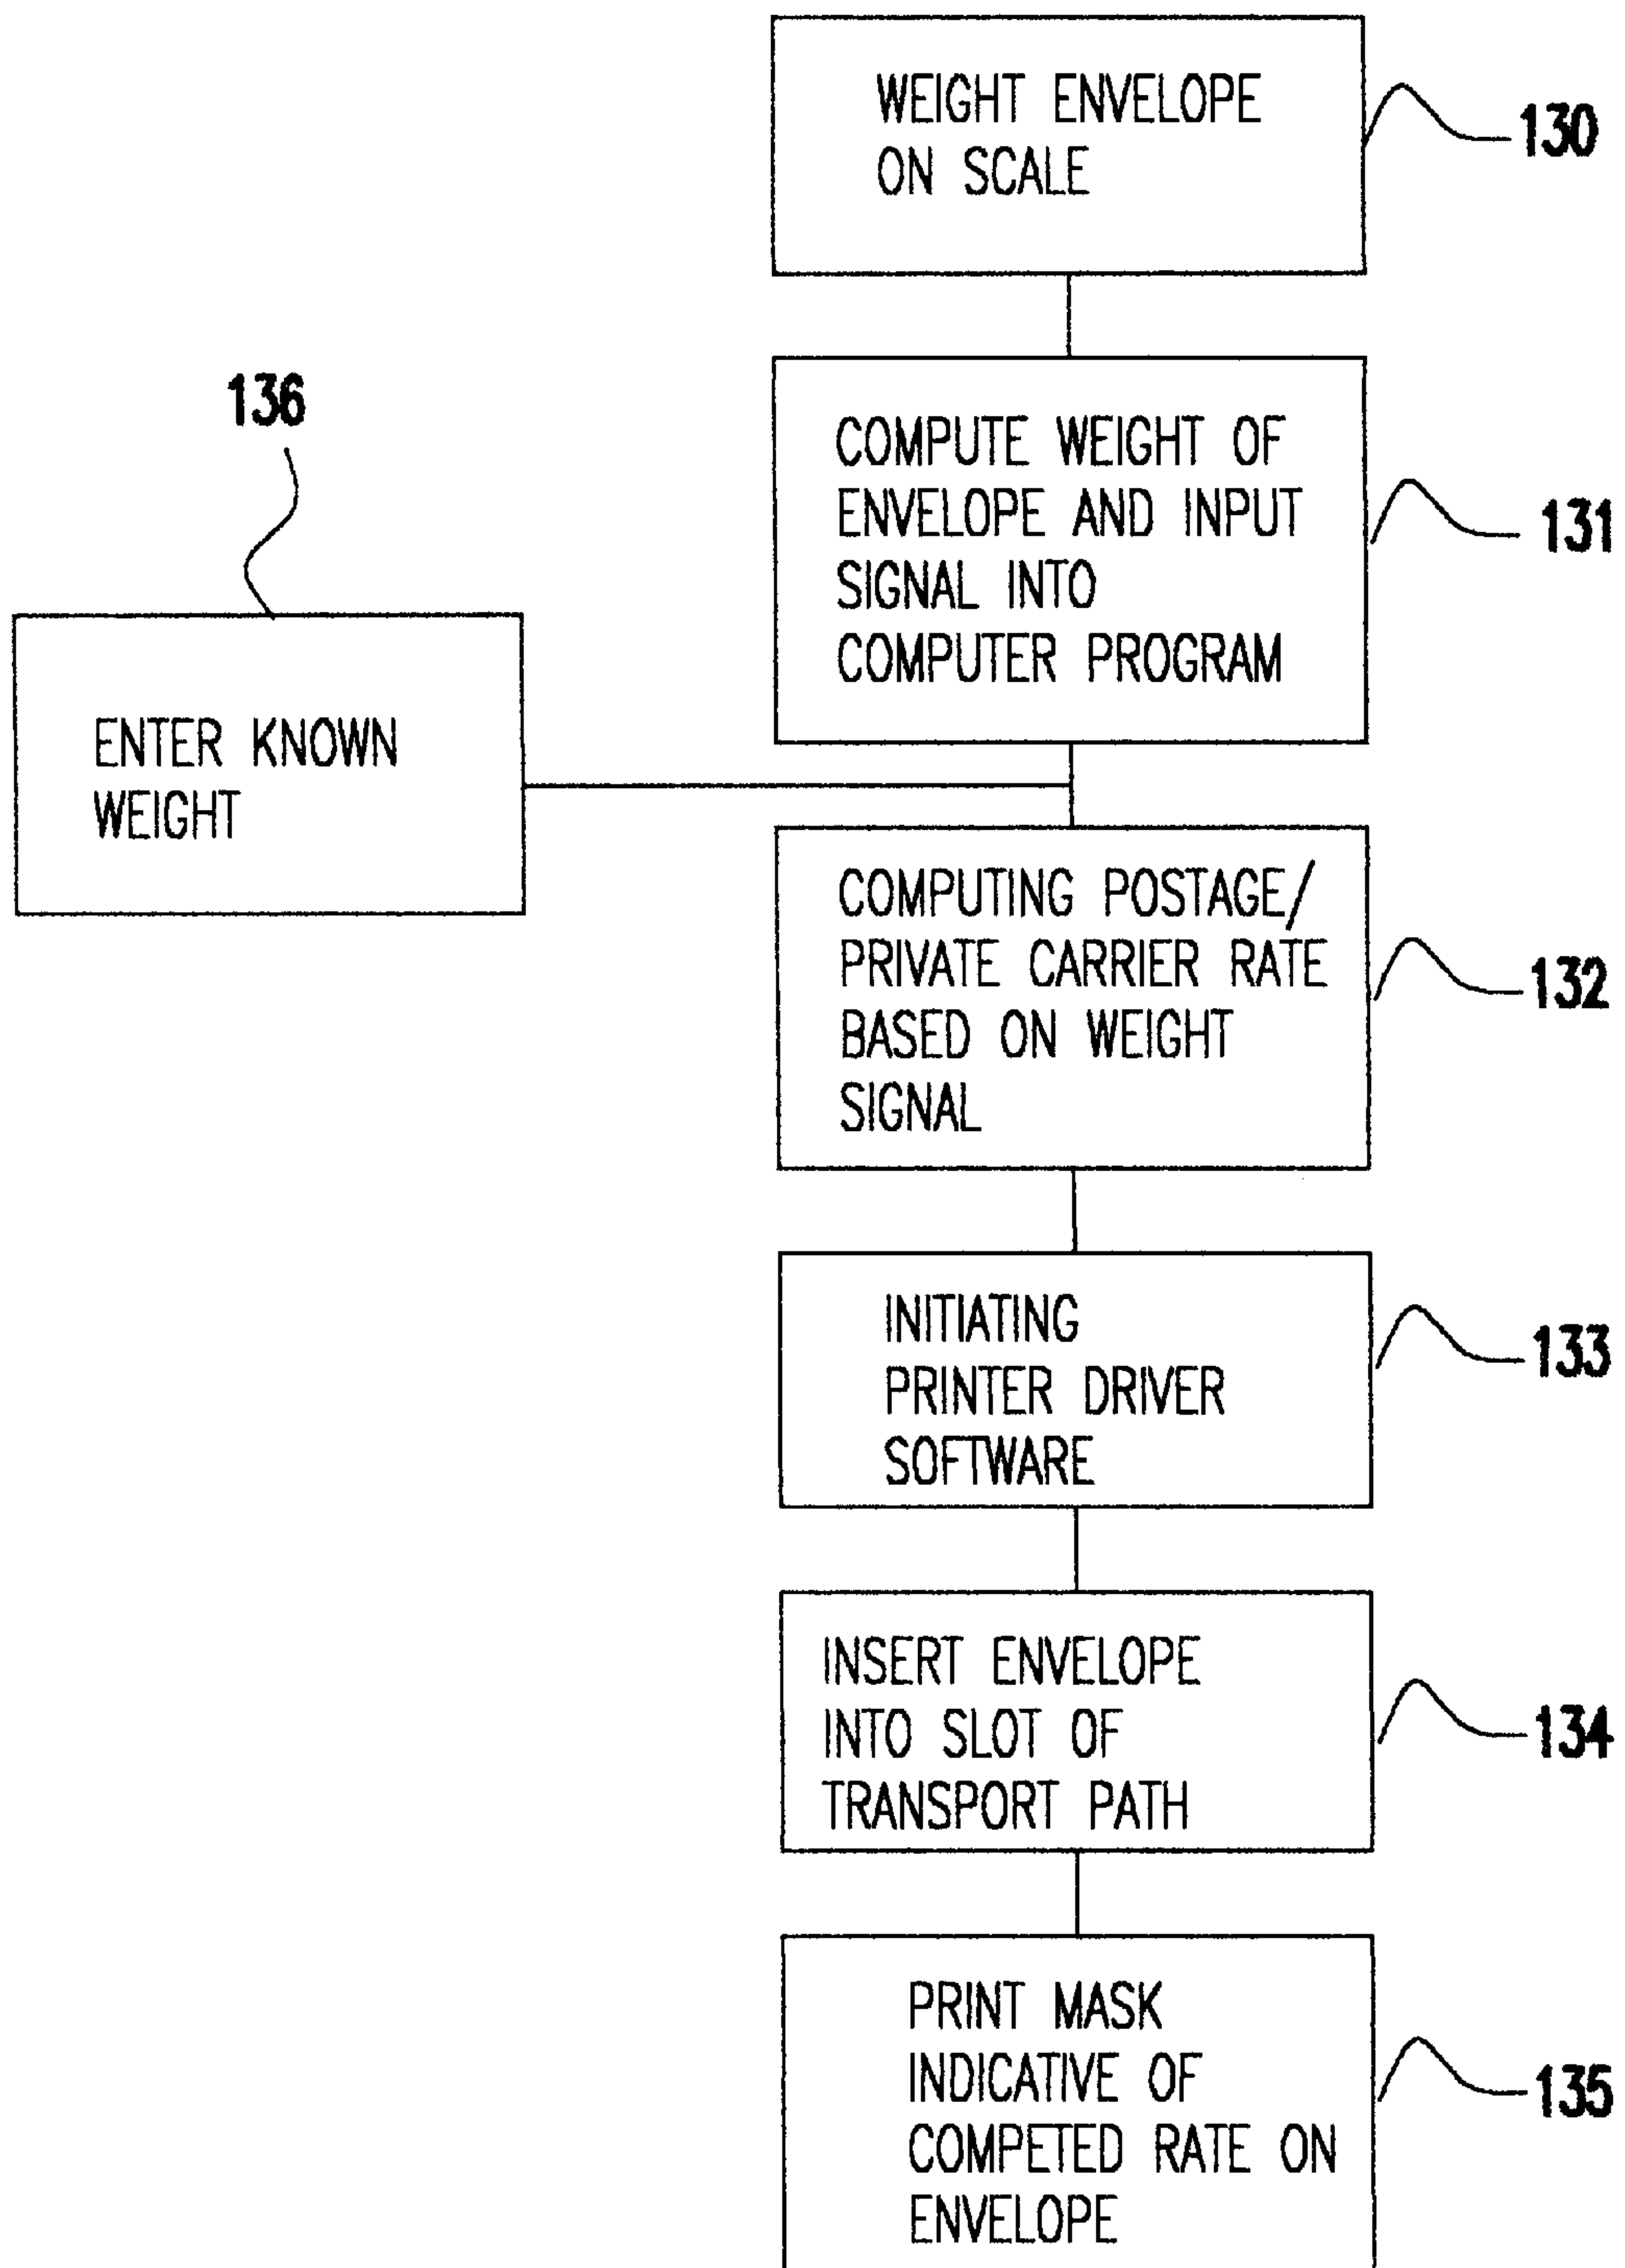 WEIGHT ENVELOPE
ON SCALE
130
COMPUTE WEIGHT OF
ENVELOPE AND INPUT
SIGNAL INTO
COMPUTER PROGRAM
131
136
ENTER KNOWN
WEIGHT
COMPUTING POSTAGE/
PRIVATE CARRIER RATE
BASED ON WEIGHT
SIGNAL
132
INITIATING
PRINTER DRIVER
SOFTWARE
133
INSERT ENVELOPE
INTO SLOT OF
TRANSPORT PATH
134
PRINT MASK
INDICATIVE OF
COMPETED RATE ON
ENVELOPE
135